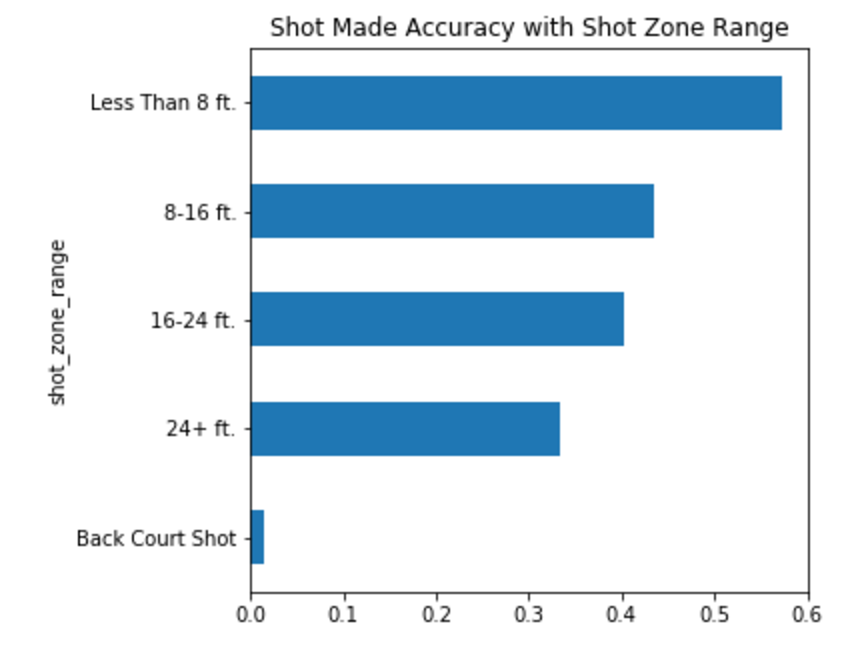 Shot Made Accuracy with Shot Zone Range
Less Than 8 ft.
8-16 ft.
16-24 ft.
24+ ft.
Back Court Shot
shot_zone_range
0.0 0.1 0.2 0.3 0.4 0.5 0.6